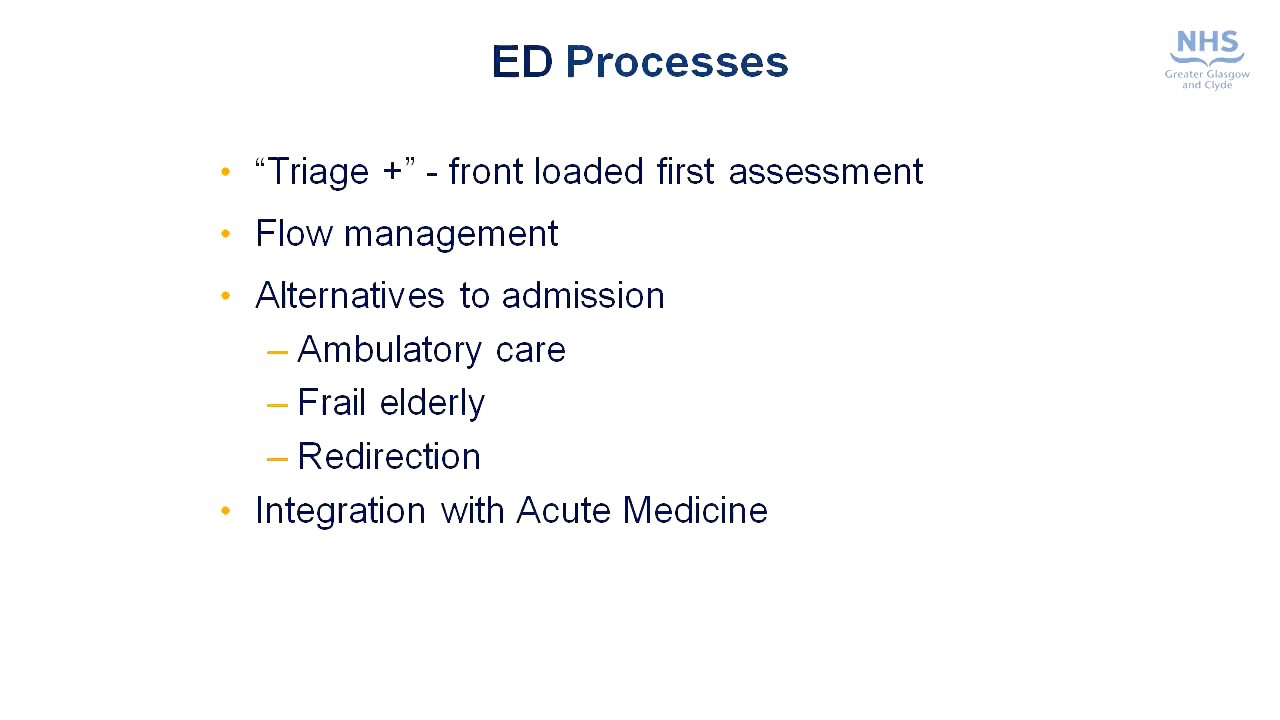 ED Processes
NHS
Greater Glasgow
and Clyde
• “Triage +” - front loaded first assessment
• Flow management
• Alternatives to admission
– Ambulatory care
– Frail elderly
– Redirection
• Integration with Acute Medicine